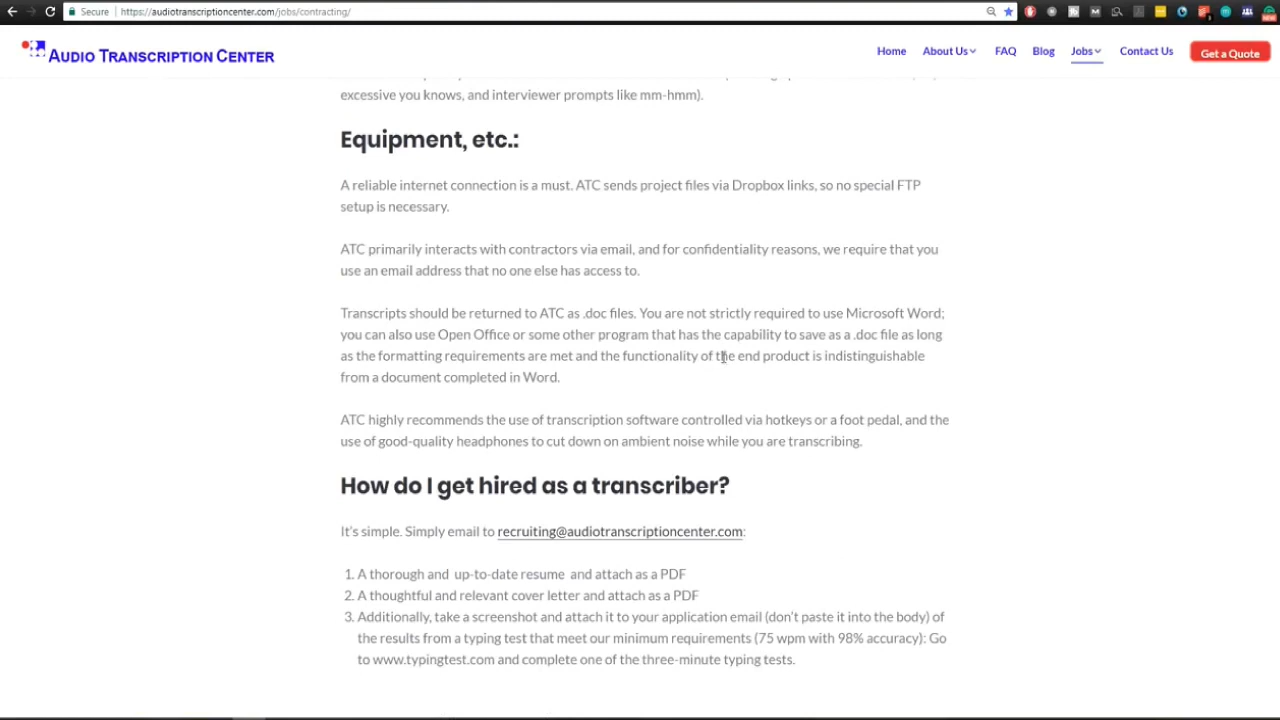 Secure
https://audiotranscriptioncenter.com/jobs/contracting/
AUDIO TRANSCRIPTION CENTER
Home
About Us
FAQ
Blog
Jobs
Contact Us
Get a Quote
excessive you knows, and interviewer prompts like mm-hmm).
Equipment, etc.:
A reliable internet connection is a must. ATC sends project files via Dropbox links, so no special FTP
setup is necessary.
ATC primarily interacts with contractors via email, and for confidentiality reasons, we require that you
use an email address that no one else has access to.
Transcripts should be returned to ATC as .doc files. You are not strictly required to use Microsoft Word;
you can also use Open Office or some other program that has the capability to save as a .doc file as long
as the formatting requirements are met and the functionality of the end product is indistinguishable
from a document completed in Word.
ATC highly recommends the use of transcription software controlled via hotkeys or a foot pedal, and the
use of good-quality headphones to cut down on ambient noise while you are transcribing.
How do I get hired as a transcriber?
It's simple. Simply email to recruiting@audiotranscriptioncenter.com:
1. A thorough and up-to-date resume and attach as a PDF
2. A thoughtful and relevant cover letter and attach as a PDF
3. Additionally, take a screenshot and attach it to your application email (don't paste it into the body) of
the results from a typing test that meet our minimum requirements (75 wpm with 98% accuracy): Go
to www.typingtest.com and complete one of the three-minute typing tests.